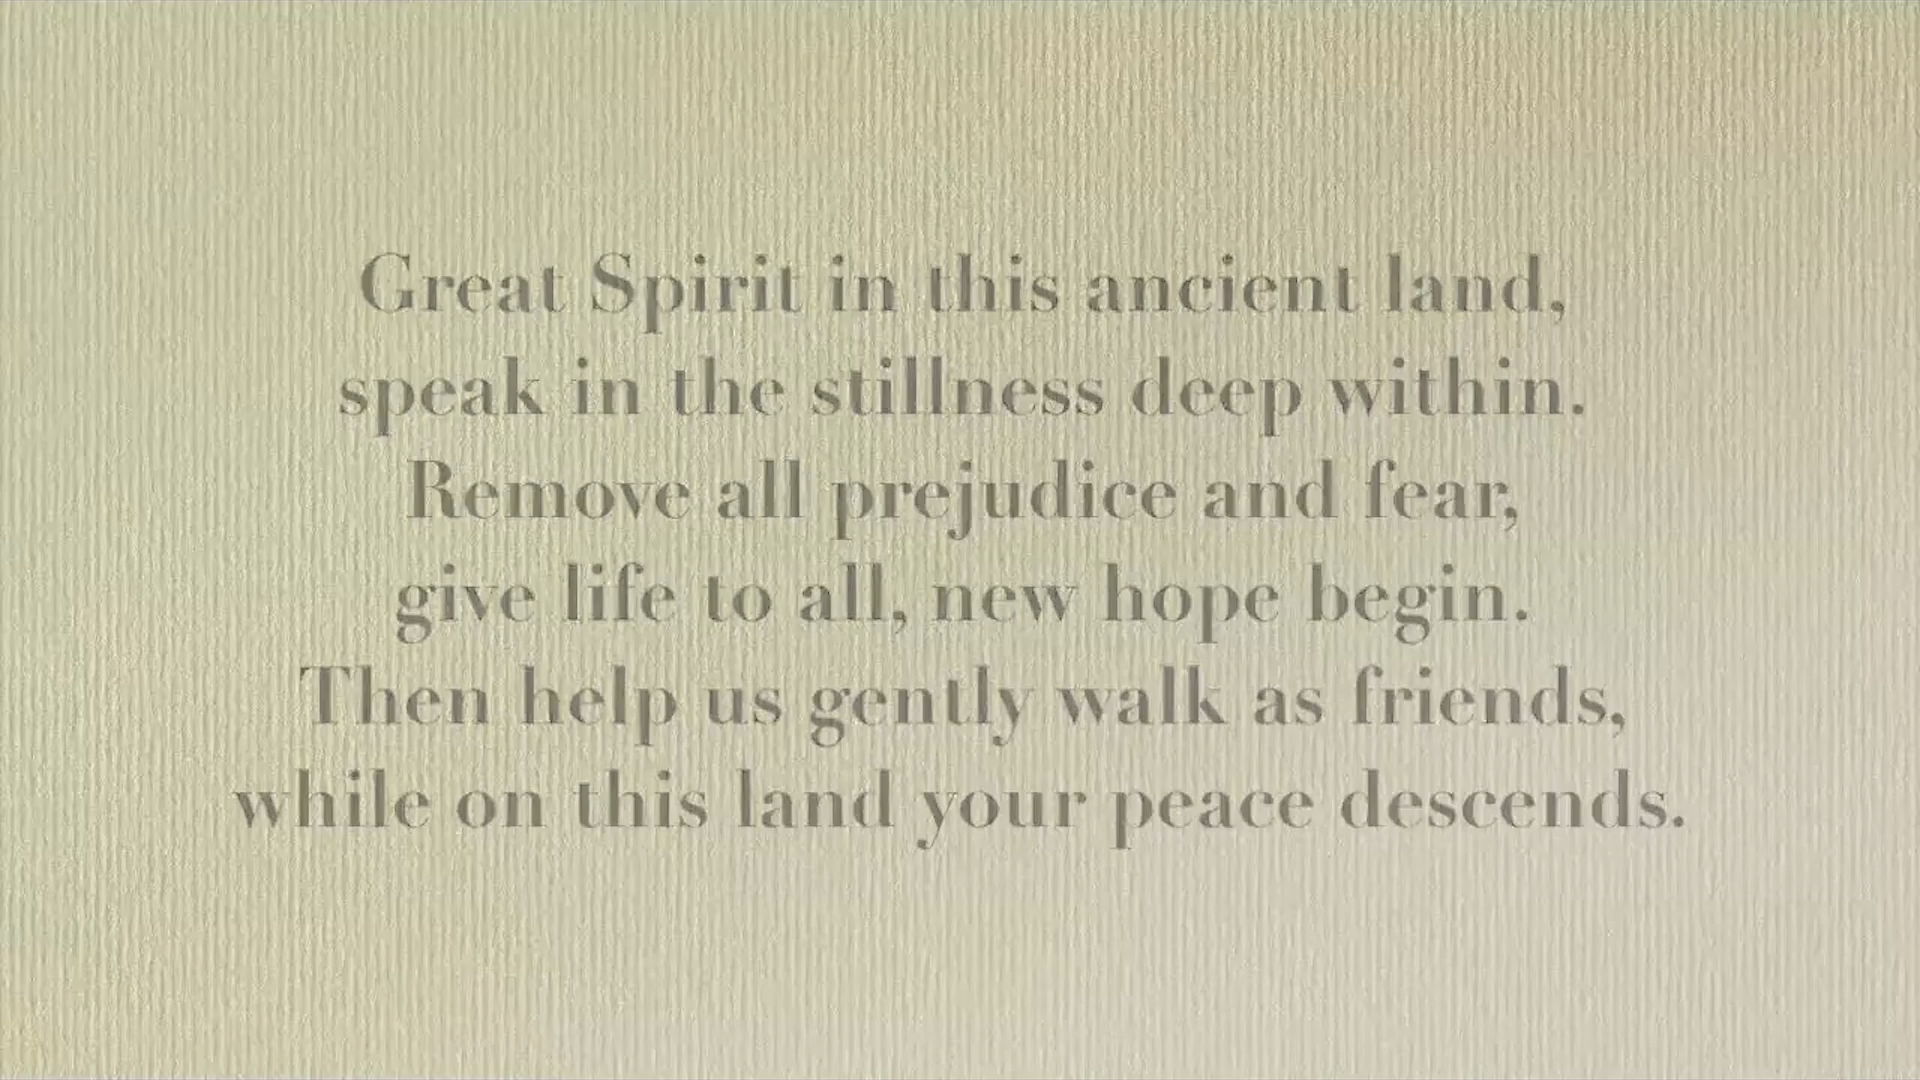 Great Spirit in this ancient land,
speak in the stillness deep within.
Remove all prejudice and fear,
give life to all, new hope begin.
Then help us gently walk as friends,
while on this land your peace descends.